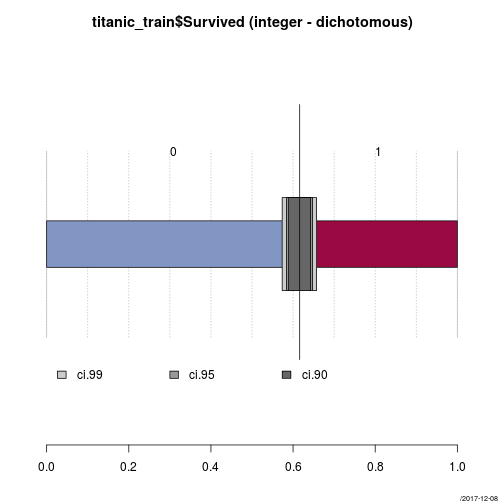 titanic_train$Survived (integer - dichotomous)
0 1
ci.99 ci.95 ci.90
0.0 0.2 0.4 0.6 0.8 1.0
/2017-12-08